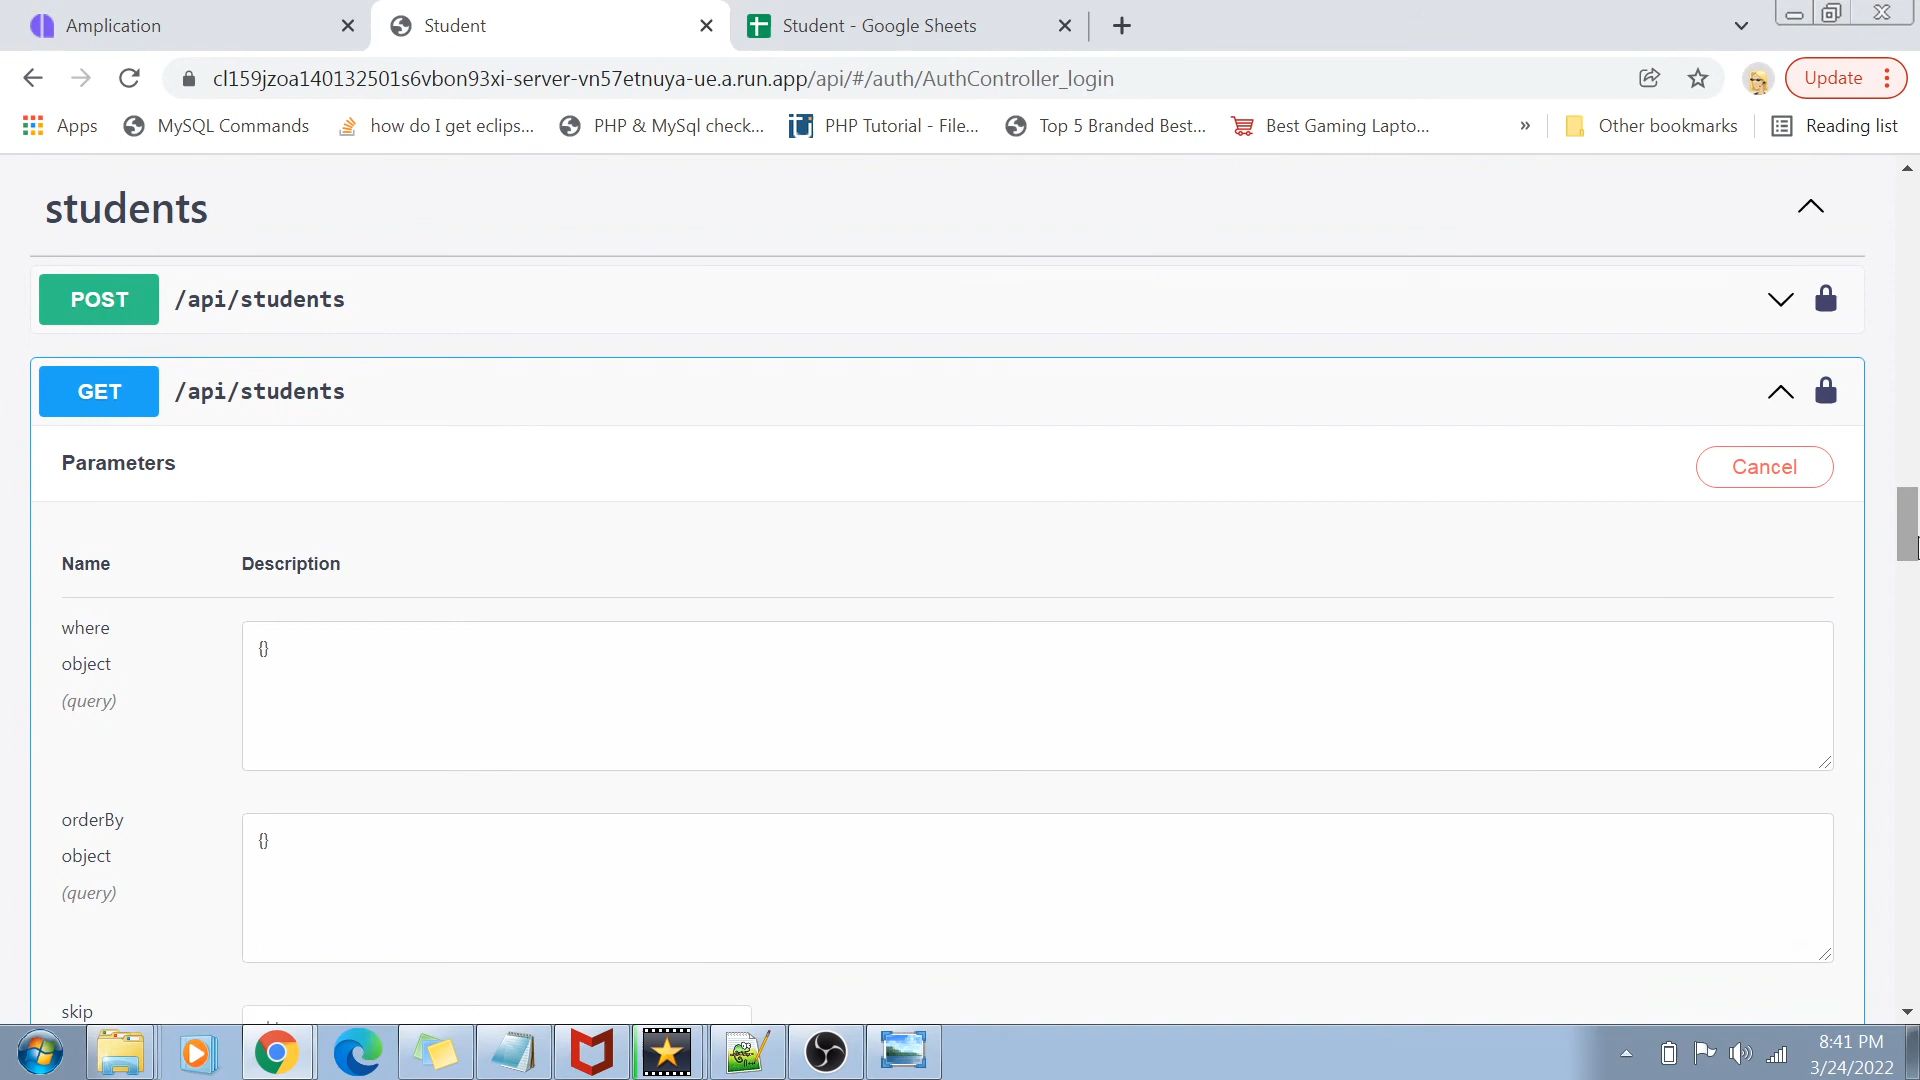 Amplication
Student
Student - Google Sheets
cl159jzoa140132501s6vbon93xi-server-vn57etnuya-ue.a.run.app/api/#/auth/AuthController_login
Update
Apps
MySQL Commands
how do I get eclips...
PHP & MySql check...
PHP Tutorial - File...
Top 5 Branded Best...
Best Gaming Lapto...
»
Other bookmarks
Reading list
students
POST /api/students
GET /api/students
Parameters
Cancel
Name Description
where
object
(query)
{}
orderBy
object
(query)
{}
skip
8:41 PM
3/24/2022